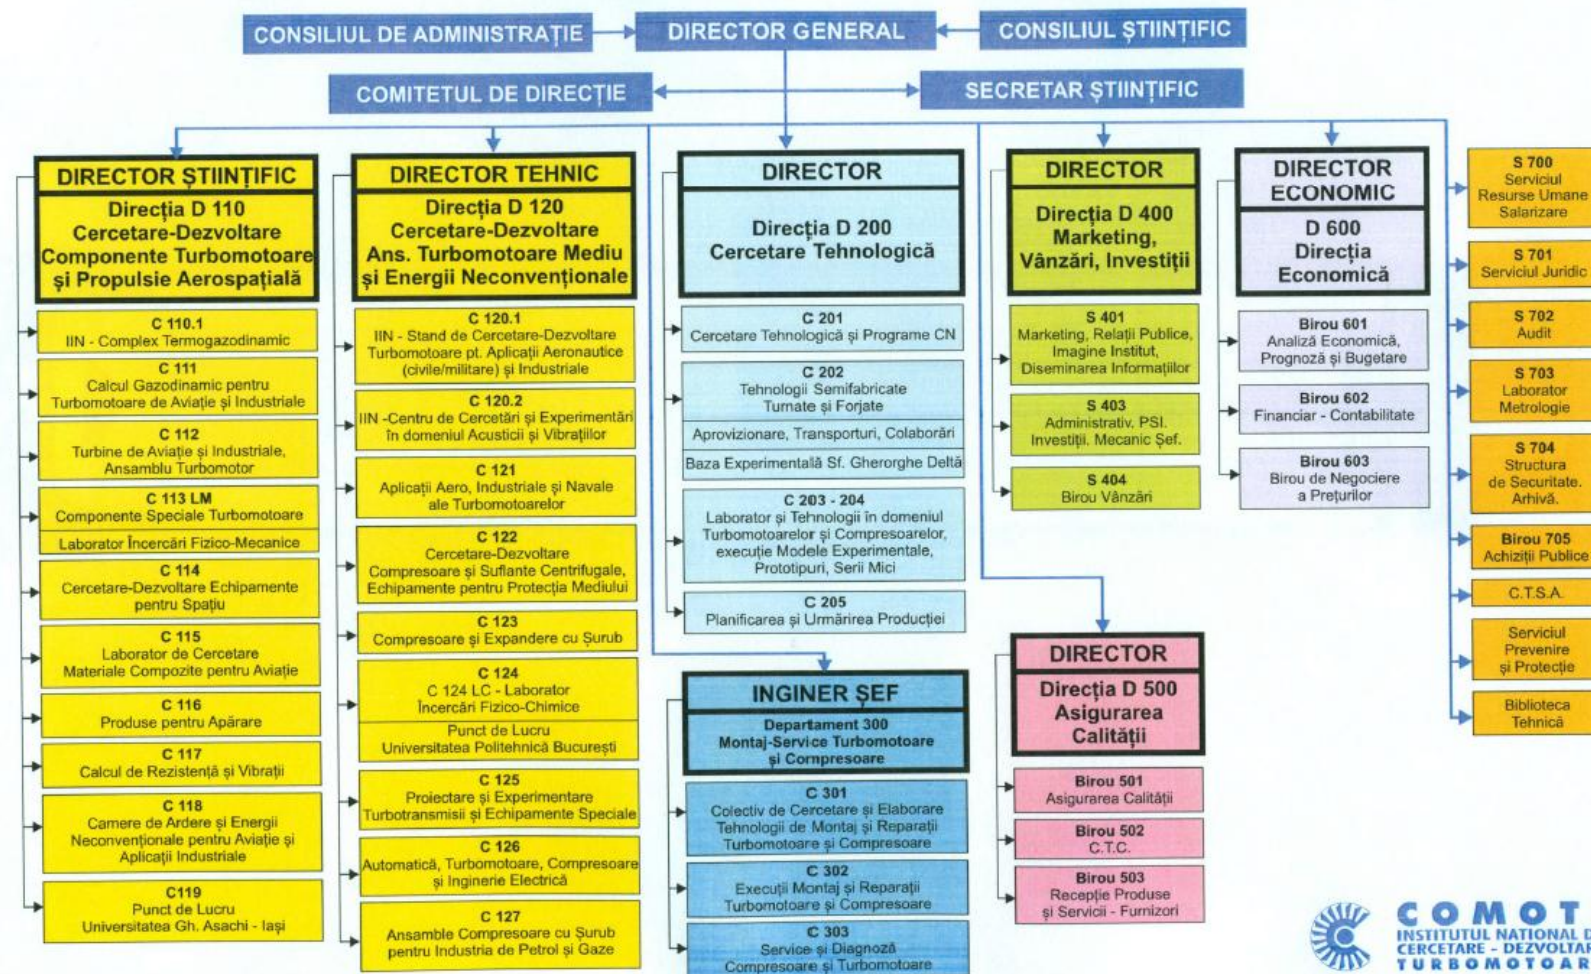 CONSILIUL DE ADMINISTRAȚIE
DIRECTOR GENERAL
CONSILIUL ȘTIINȚIFIC
COMITETUL DE DIRECȚIE
SECRETAR ȘTIINȚIFIC
DIRECTOR ȘTIINȚIFIC
Direcția D 110
Cercetare-Dezvoltare
Componente Turbomotoare
și Propulsie Aerospațială
C 110.1
IIN - Complex Termogazodinamic
C 111
Calcul Gazodinamic pentru
Turbomotoare de Aviație și Industriale
C 112
Turbine de Aviație și Industriale,
Ansamblu Turbomotor
C 113 LM
Componente Speciale Turbomotoare
Laborator Încercări Fizico-Mecanice
C 114
Cercetare-Dezvoltare Echipamente
pentru Spațiu
C 115
Laborator de Cercetare
Materiale Compozite pentru Aviație
C 116
Produse pentru Apărare
C 117
Calcul de Rezistență și Vibrații
C 118
Camere de Ardere și Energii
Neconvenționale pentru Aviație și
Aplicații Industriale
C119
Punct de Lucru
Universitatea Gh. Asachi - Iași
DIRECTOR TEHNIC
Direcția D 120
Cercetare-Dezvoltare
Ans. Turbomotoare Mediu
și Energii Neconvenționale
C 120.1
IIN - Stand de Cercetare-Dezvoltare
Turbomotoare pt. Aplicații Aeronautice
(civile/militare) și Industriale
C 120.2
IIN -Centru de Cercetări și Experimentări
în domeniul Acusticii și Vibrațiilor
C 121
Aplicații Aero, Industriale și Navale
ale Turbomotoarelor
C 122
Cercetare-Dezvoltare
Compresoare și Suflante Centrifugale,
Echipamente pentru Protecția Mediului
C 123
Compresoare și Expandere cu Șurub
C 124
C 124 LC - Laborator
Încercări Fizico-Chimice
Punct de Lucru
Universitatea Politehnică București
C 125
Proiectare și Experimentare
Turbotransmisii și Echipamente Speciale
C 126
Automatică, Turbomotoare, Compresoare
și Inginerie Electrică
C 127
Ansamble Compresoare cu Șurub
pentru Industria de Petrol și Gaze
DIRECTOR
Direcția D 200
Cercetare Tehnologică
C 201
Cercetare Tehnologică și Programe CN
C 202
Tehnologii Semifabricate
Turnate și Forjate
Aprovizionare, Transporturi, Colaborări
Baza Experimentală Sf. Gherorghe Deltă
C 203 - 204
Laborator și Tehnologii în domeniul
Turbomotoarelor și Compresoarelor,
execuție Modele Experimentale,
Prototipuri, Serii Mici
C 205
Planificarea și Urmărirea Producției
INGINER ȘEF
Departament 300
Montaj-Service Turbomotoare
și Compresoare
C 301
Colectiv de Cercetare și Elaborare
Tehnologii de Montaj și Reparații
Turbomotoare și Compresoare
C 302
Execuții Montaj și Reparații
Turbomotoare și Compresoare
C 303
Service și Diagnoză
Compresoare și Turbomotoare
DIRECTOR
Direcția D 400
Marketing,
Vânzări, Investiții
S 401
Marketing, Relații Publice,
Imagine Institut,
Diseminarea Informațiilor
S 403
Administrativ. PSI.
Investiții. Mecanic Șef.
S 404
Birou Vânzări
DIRECTOR
Direcția D 500
Asigurarea
Calității
Birou 501
Asigurarea Calității
Birou 502
C.T.C.
Birou 503
Recepție Produse
și Servicii - Furnizori
DIRECTOR
ECONOMIC
D 600
Direcția
Economică
Birou 601
Analiză Economică,
Prognoză și Bugetare
Birou 602
Financiar - Contabilitate
Birou 603
Birou de Negociere
a Prețurilor
S 700
Serviciul
Resurse Umane
Salarizare
S 701
Serviciul Juridic
S 702
Audit
S 703
Laborator
Metrologie
S 704
Structura
de Securitate.
Arhivă.
Birou 705
Achiziții Publice
C.T.S.A.
Serviciul
Prevenire
și Protecție
Biblioteca
Tehnică
COMOT
INSTITUTUL NATIONAL D
CERCETARE - DEZVOLTAR
TURBOMOTOAR